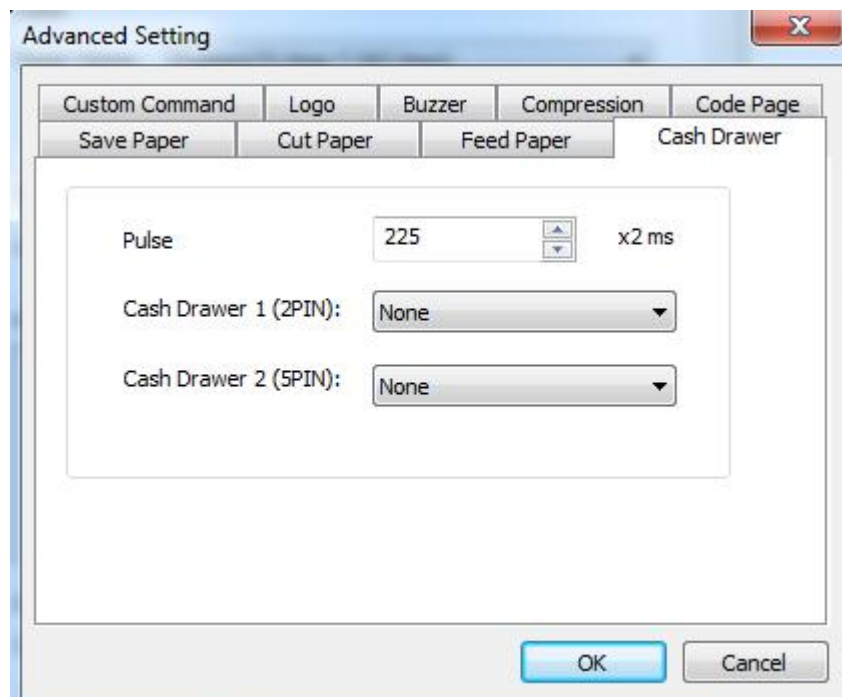 Advanced Setting
Custom Command Logo Buzzer Compression Code Page
Save Paper Cut Paper Feed Paper Cash Drawer
Pulse 225 x2 ms
Cash Drawer 1 (2PIN): None
Cash Drawer 2 (5PIN): None
OK Cancel